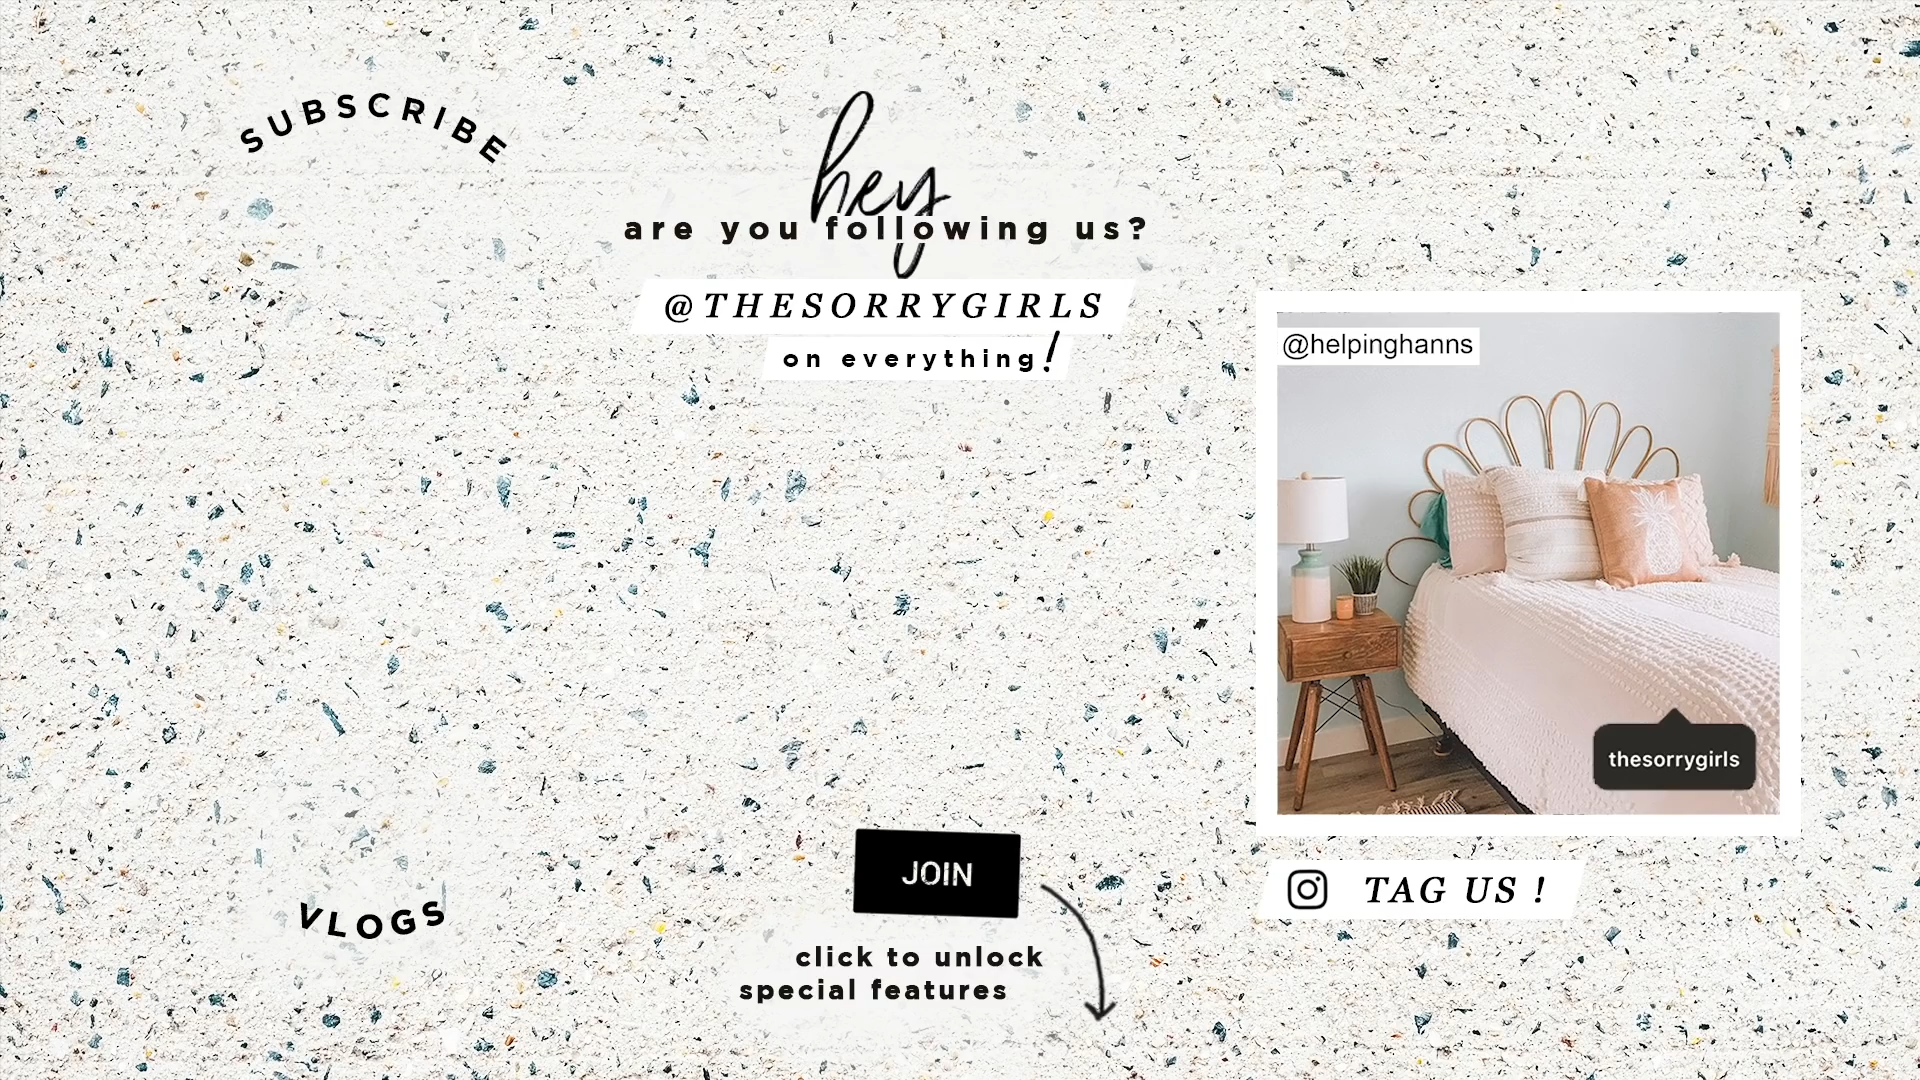 SUBSCRIBE
hey
are you following us?
@THESORRYGIRLS
on everything!
@helpinghanns
thesorrygirls
TAG US !
JOIN
click to unlock
special features
VLOGS